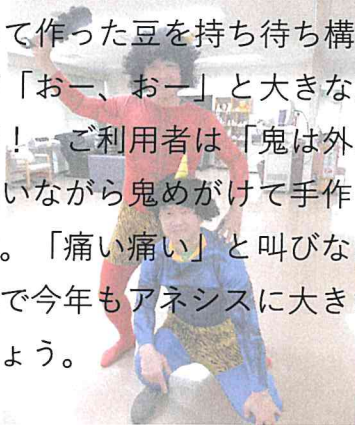 て作った豆を持ち待ち構
「おー、おー」と大きな
！　ご利用者は「鬼は外
いながら鬼めがけて手作
。「痛い痛い」と叫びな
で今年もアネシスに大き
ょう。